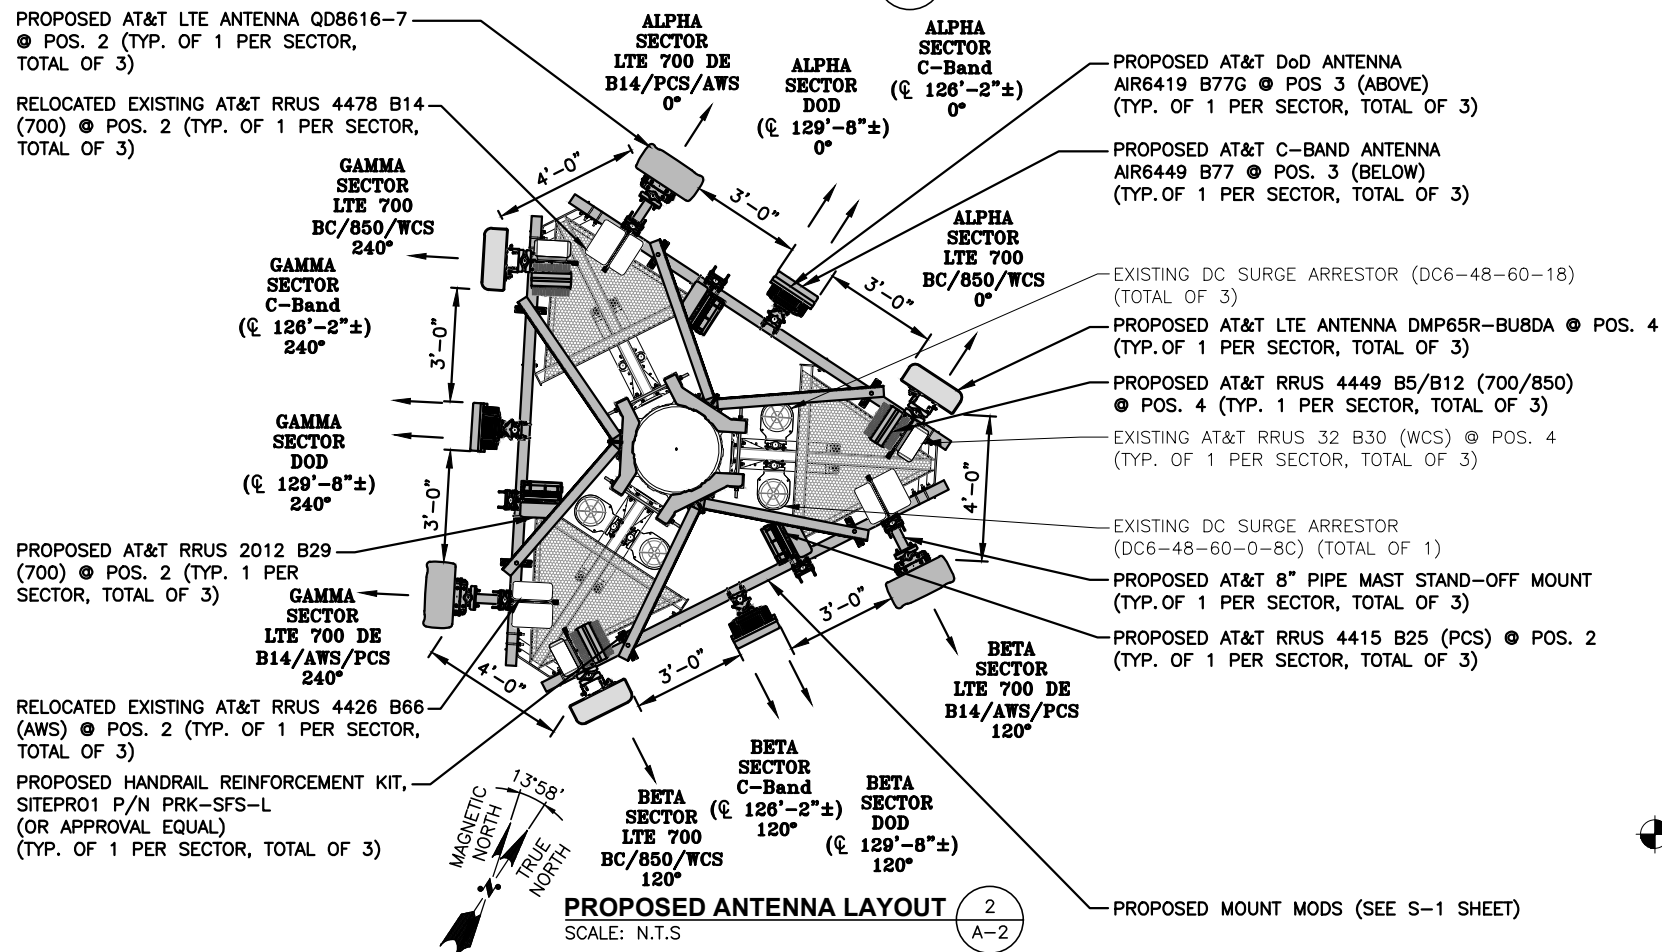 PROPOSED AT&T LTE ANTENNA QD8616-7
@ POS. 2 (TYP. OF 1 PER SECTOR,
TOTAL OF 3)
RELOCATED EXISTING AT&T RRUS 4478 B14
(700) @ POS. 2 (TYP. OF 1 PER SECTOR,
TOTAL OF 3)
ALPHA
SECTOR
LTE 700 DE
B14/PCS/AWS
0°
ALPHA
SECTOR
DOD
(℄ 129'-8"±)
0°
ALPHA
SECTOR
C-Band
(℄ 126'-2"±)
0°
ALPHA
SECTOR
LTE 700
BC/850/WCS
0°
PROPOSED AT&T DoD ANTENNA
AIR6419 B77G @ POS 3 (ABOVE)
(TYP. OF 1 PER SECTOR, TOTAL OF 3)
PROPOSED AT&T C-BAND ANTENNA
AIR6449 B77 @ POS. 3 (BELOW)
(TYP.OF 1 PER SECTOR, TOTAL OF 3)
EXISTING DC SURGE ARRESTOR (DC6-48-60-18)
(TOTAL OF 3)
PROPOSED AT&T LTE ANTENNA DMP65R-BU8DA @ POS. 4
(TYP.OF 1 PER SECTOR, TOTAL OF 3)
PROPOSED AT&T RRUS 4449 B5/B12 (700/850)
@ POS. 4 (TYP. 1 PER SECTOR, TOTAL OF 3)
EXISTING AT&T RRUS 32 B30 (WCS) @ POS. 4
(TYP. OF 1 PER SECTOR, TOTAL OF 3)
EXISTING DC SURGE ARRESTOR
(DC6-48-60-0-8C) (TOTAL OF 1)
PROPOSED AT&T 8" PIPE MAST STAND-OFF MOUNT
(TYP.OF 1 PER SECTOR, TOTAL OF 3)
PROPOSED AT&T RRUS 4415 B25 (PCS) @ POS. 2
(TYP. OF 1 PER SECTOR, TOTAL OF 3)
PROPOSED MOUNT MODS (SEE S-1 SHEET)
GAMMA
SECTOR
LTE 700
BC/850/WCS
240°
GAMMA
SECTOR
C-Band
(℄ 126'-2"±)
240°
GAMMA
SECTOR
DOD
(℄ 129'-8"±)
240°
GAMMA
SECTOR
LTE 700 DE
B14/AWS/PCS
240°
4'-0"
3'-0"
3'-0"
3'-0"
3'-0"
4'-0"
4'-0"
3'-0"
3'-0"
PROPOSED AT&T RRUS 2012 B29
(700) @ POS. 2 (TYP. 1 PER
SECTOR, TOTAL OF 3)
RELOCATED EXISTING AT&T RRUS 4426 B66
(AWS) @ POS. 2 (TYP. OF 1 PER SECTOR,
TOTAL OF 3)
PROPOSED HANDRAIL REINFORCEMENT KIT,
SITEPRO1 P/N PRK-SFS-L
(OR APPROVAL EQUAL)
(TYP. OF 1 PER SECTOR, TOTAL OF 3)
BETA
SECTOR
LTE 700 DE
B14/AWS/PCS
120°
BETA
SECTOR
C-Band
(℄ 126'-2"±)
120°
BETA
SECTOR
DOD
(℄ 129'-8"±)
120°
BETA
SECTOR
LTE 700
BC/850/WCS
120°
13°58'
MAGNETIC
NORTH
TRUE
NORTH
PROPOSED ANTENNA LAYOUT
SCALE: N.T.S
2
A-2